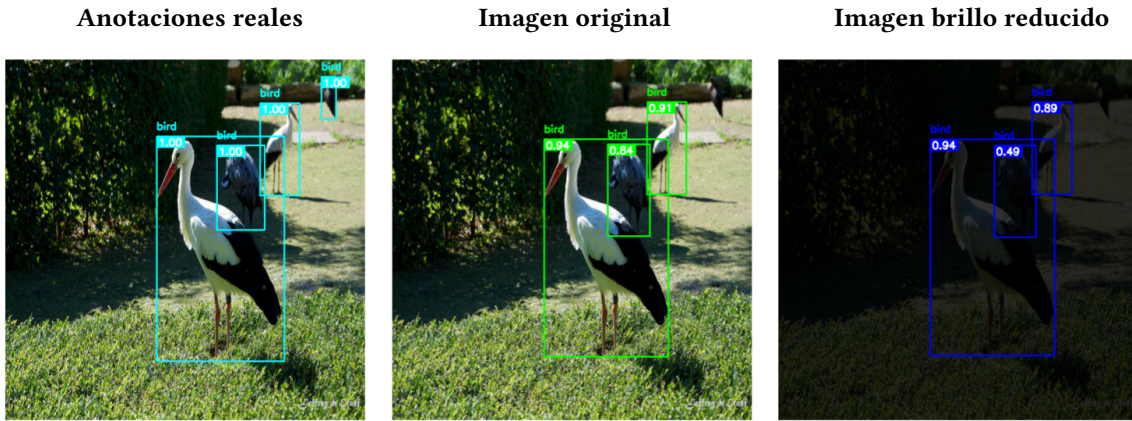 Anotaciones reales
Imagen original
Imagen brillo reducido
bird
1.00
bird
1.00
bird
1.00
bird
1.00
bird
0.91
bird
0.84
bird
0.94
bird
0.89
bird
0.49
bird
0.94